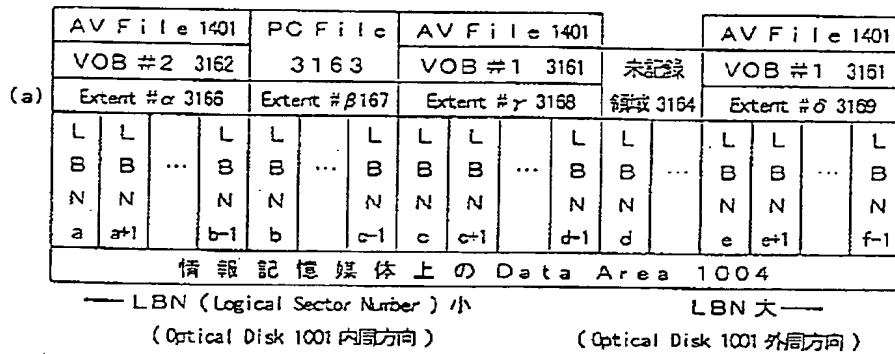 AV File 1401 PC File AV File 1401 AV File 1401
VOB #2 3162 3163 VOB #1 3161 未記録 VOB #1 3161
(a) Extent #α 3166 Extent #β167 Extent #γ 3168 領域 3164 Extent #δ 3169
L L L L L L L L L L L L
B B … B B … B B B … B B … B B … B
N N N N N N N N N N N N
a a+1 b-1 b c-1 c c+1 d-1 d e e+1 f-1
情報記憶媒体上のData Area 1004
── LBN (Logical Sector Number) 小 LBN 大──
(Optical Disk 1001 内周方向) (Optical Disk 1001 外周方向)